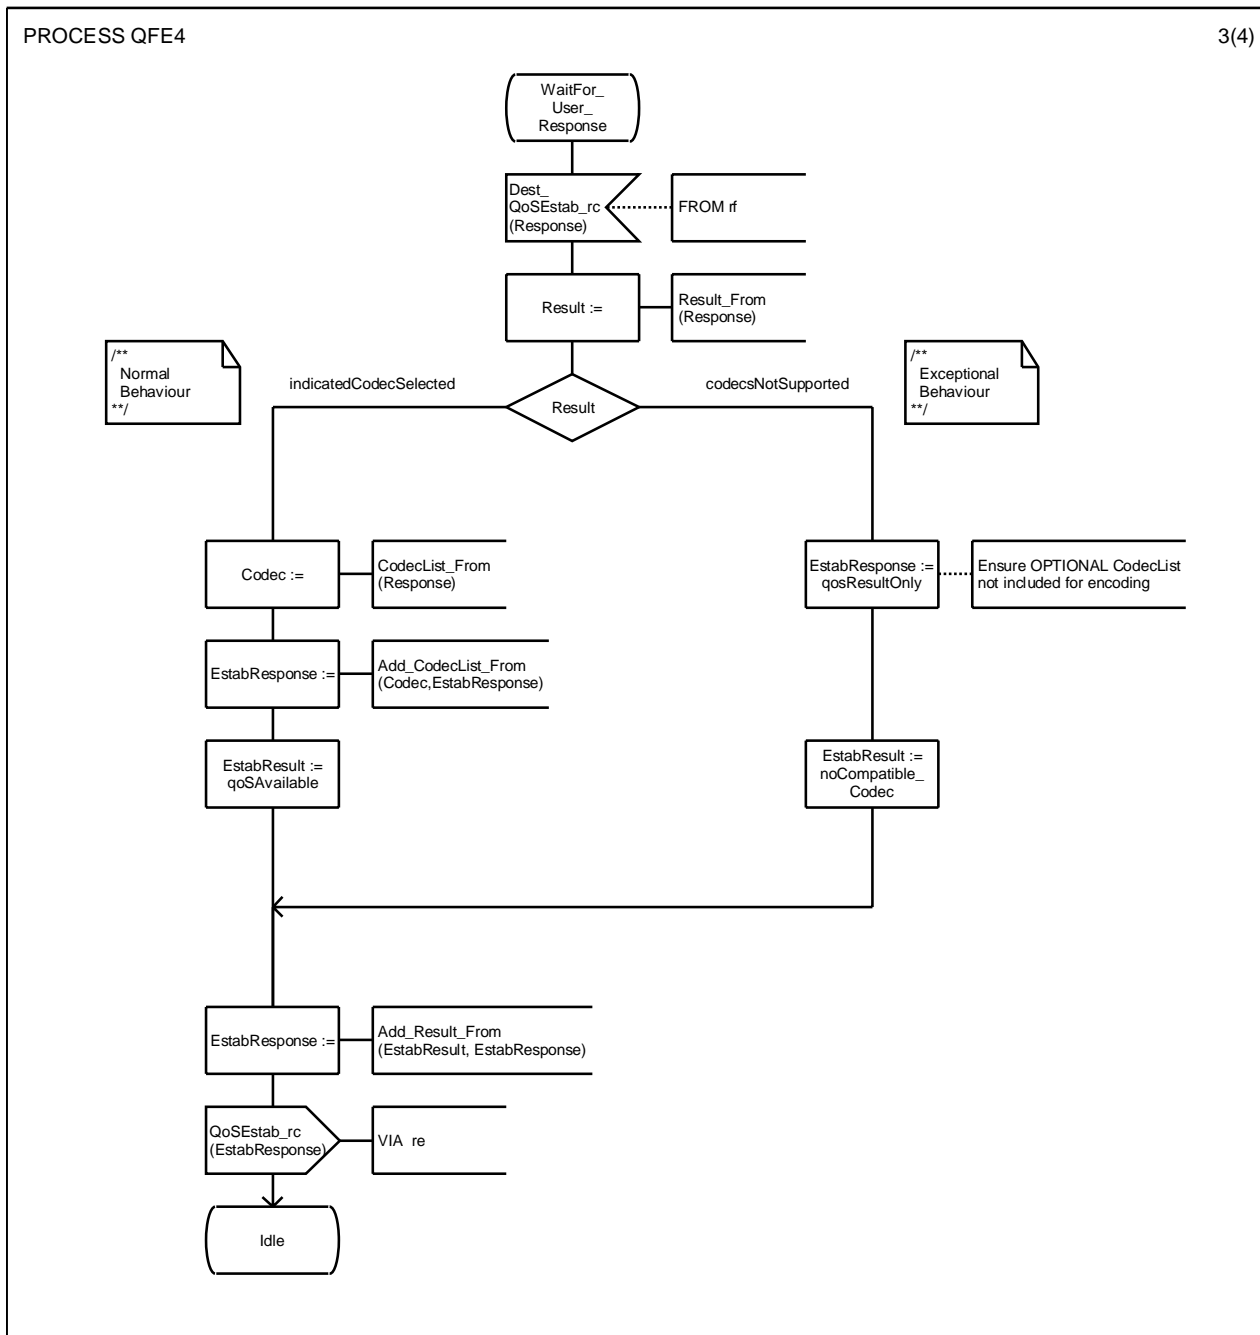 PROCESS QFE4
3(4)
WaitFor_
User_
Response
Dest_
QoSEstab_rc
(Response)
FROM rf
Result :=
Result_From
(Response)
/**
Normal
Behaviour
**/
indicatedCodecSelected
Result
codecsNotSupported
/**
Exceptional
Behaviour
**/
Codec :=
CodecList_From
(Response)
EstabResponse :=
qosResultOnly
Ensure OPTIONAL CodecList
not included for encoding
EstabResponse :=
Add_CodecList_From
(Codec,EstabResponse)
EstabResult :=
qoSAvailable
EstabResult :=
noCompatible_
Codec
EstabResponse :=
Add_Result_From
(EstabResult, EstabResponse)
QoSEstab_rc
(EstabResponse)
VIA re
Idle